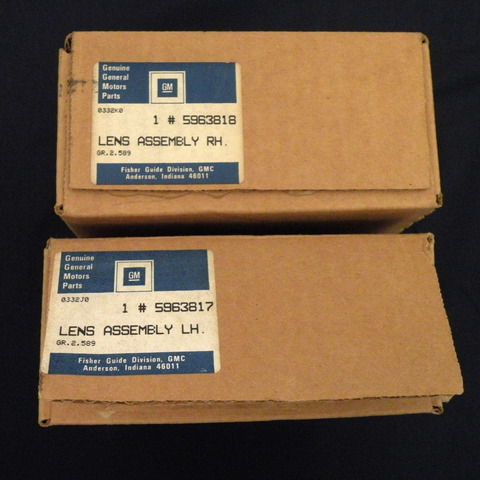 Genuine
General
Motors
Parts
GM
0332K0
1 # 5963818
LENS ASSEMBLY RH.
GR.2.589
Fisher Guide Division, GMC
Anderson, Indiana 46011
Genuine
General
Motors
Parts
GM
0332J0
1 # 5963817
LENS ASSEMBLY LH.
GR.2.589
Fisher Guide Division, GMC
Anderson, Indiana 46011